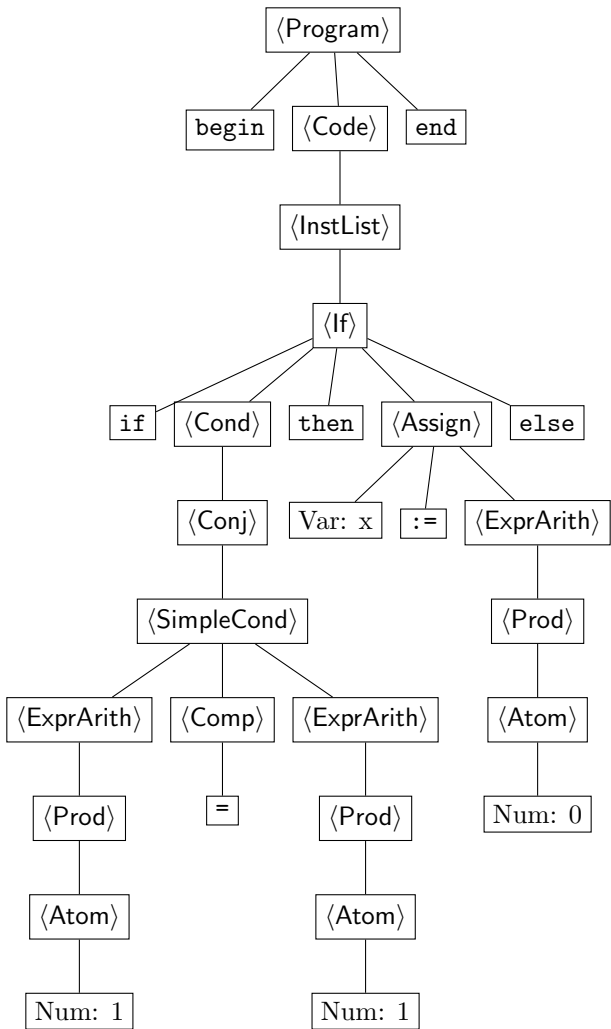 ⟨Program⟩
begin ⟨Code⟩ end
⟨InstList⟩
⟨If⟩
if ⟨Cond⟩ then ⟨Assign⟩ else
⟨Conj⟩ Var: x := ⟨ExprArith⟩
⟨SimpleCond⟩ ⟨Prod⟩
⟨ExprArith⟩ ⟨Comp⟩ ⟨ExprArith⟩ ⟨Atom⟩
⟨Prod⟩ = ⟨Prod⟩ Num: 0
⟨Atom⟩ ⟨Atom⟩
Num: 1 Num: 1